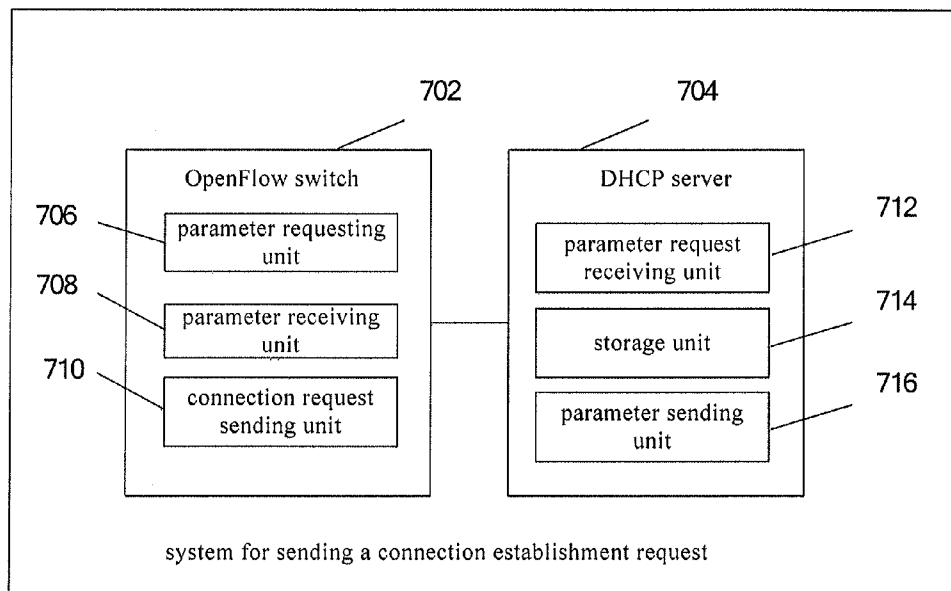 702
704
OpenFlow switch
DHCP server
706
parameter requesting
unit
712
parameter request
receiving unit
708
parameter receiving
unit
714
storage unit
710
connection request
sending unit
716
parameter sending
unit
system for sending a connection establishment request